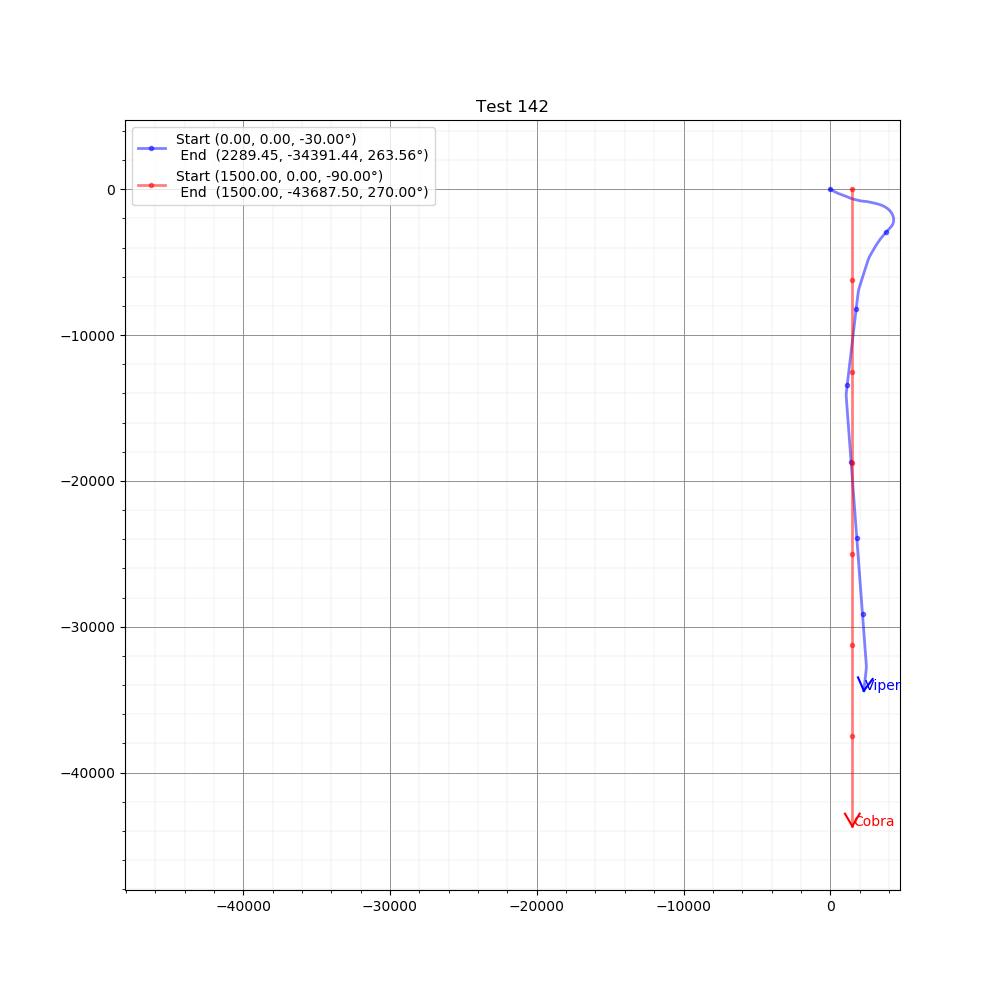 Test 142
Start (0.00, 0.00, -30.00°)
End (2289.45, -34391.44, 263.56°)
Start (1500.00, 0.00, -90.00°)
End (1500.00, -43687.50, 270.00°)
0
−10000
−20000
−30000
−40000
Viper
Cobra
−40000 −30000 −20000 −10000 0